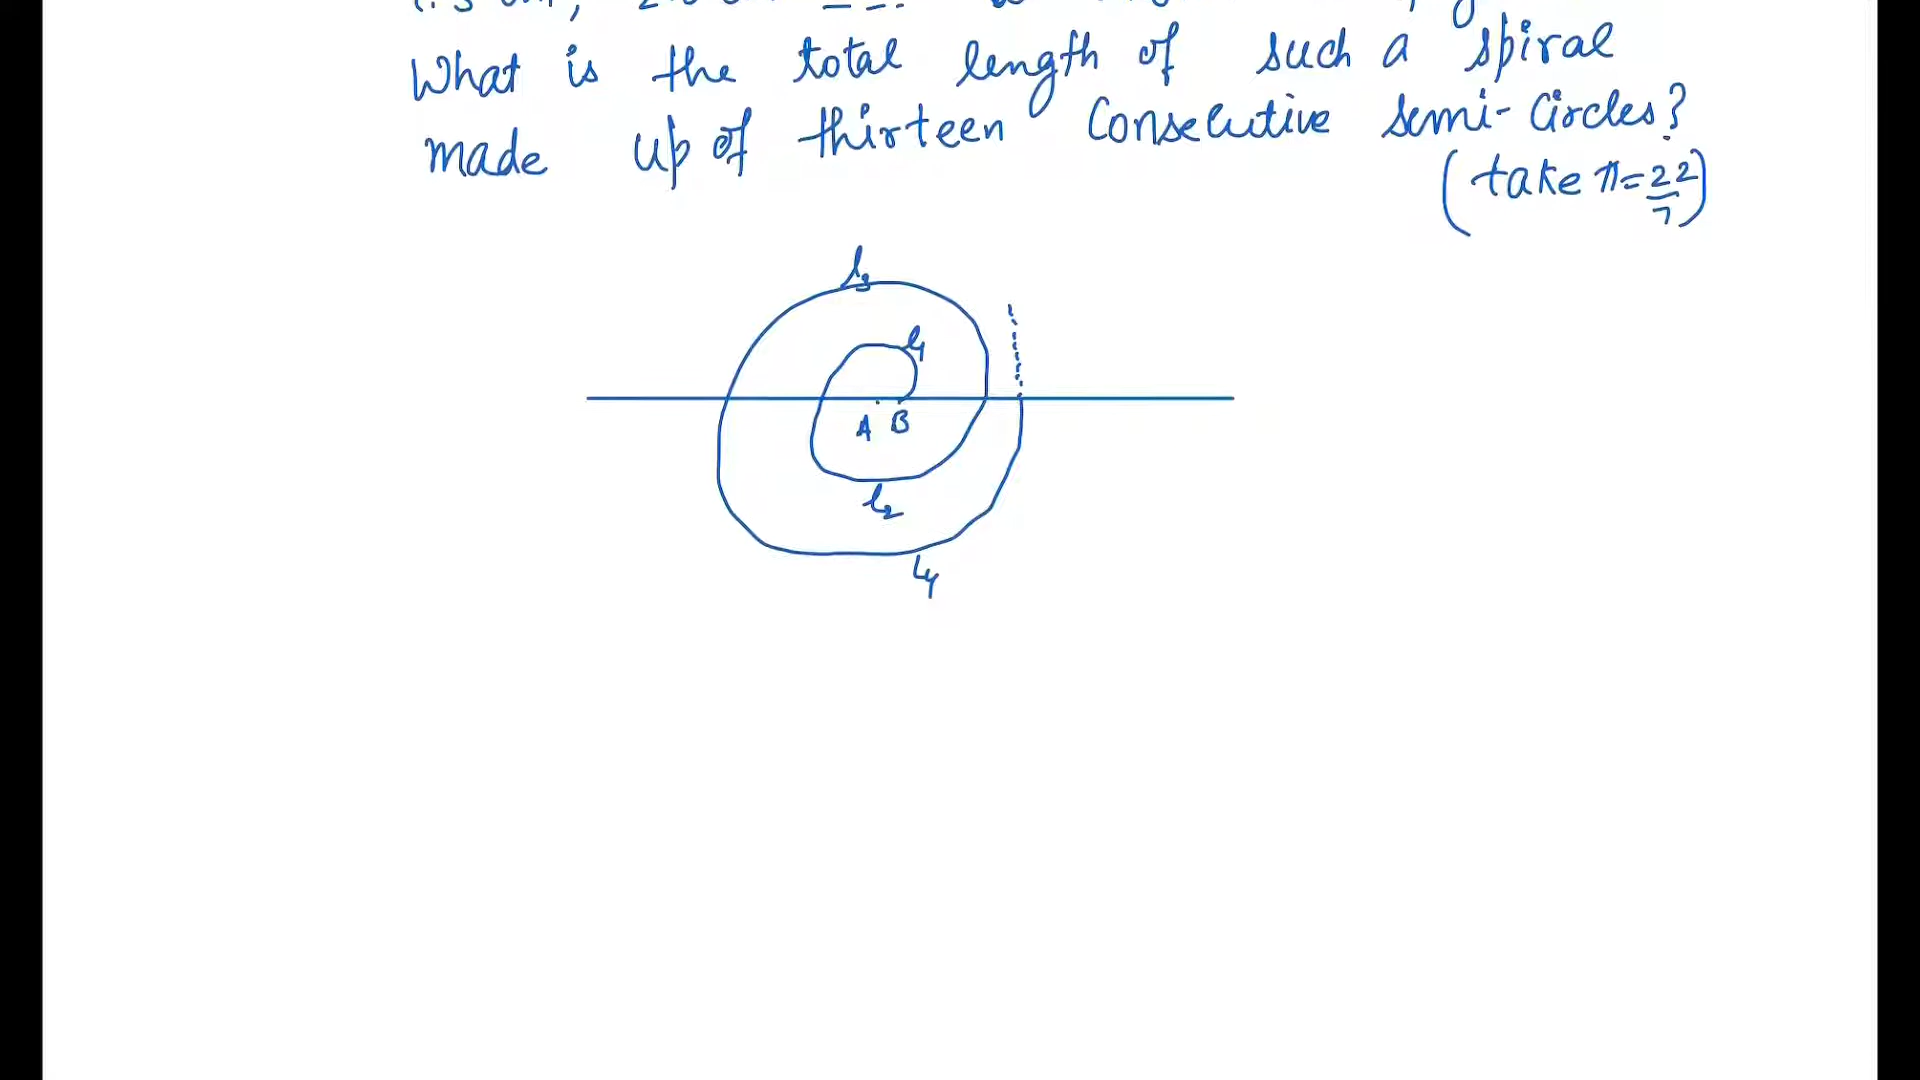 What is the total length of such a spiral
made up of thirteen Consecutive semi-Circles?
(take π=22/7)
l3
l1
A B
l2
L4